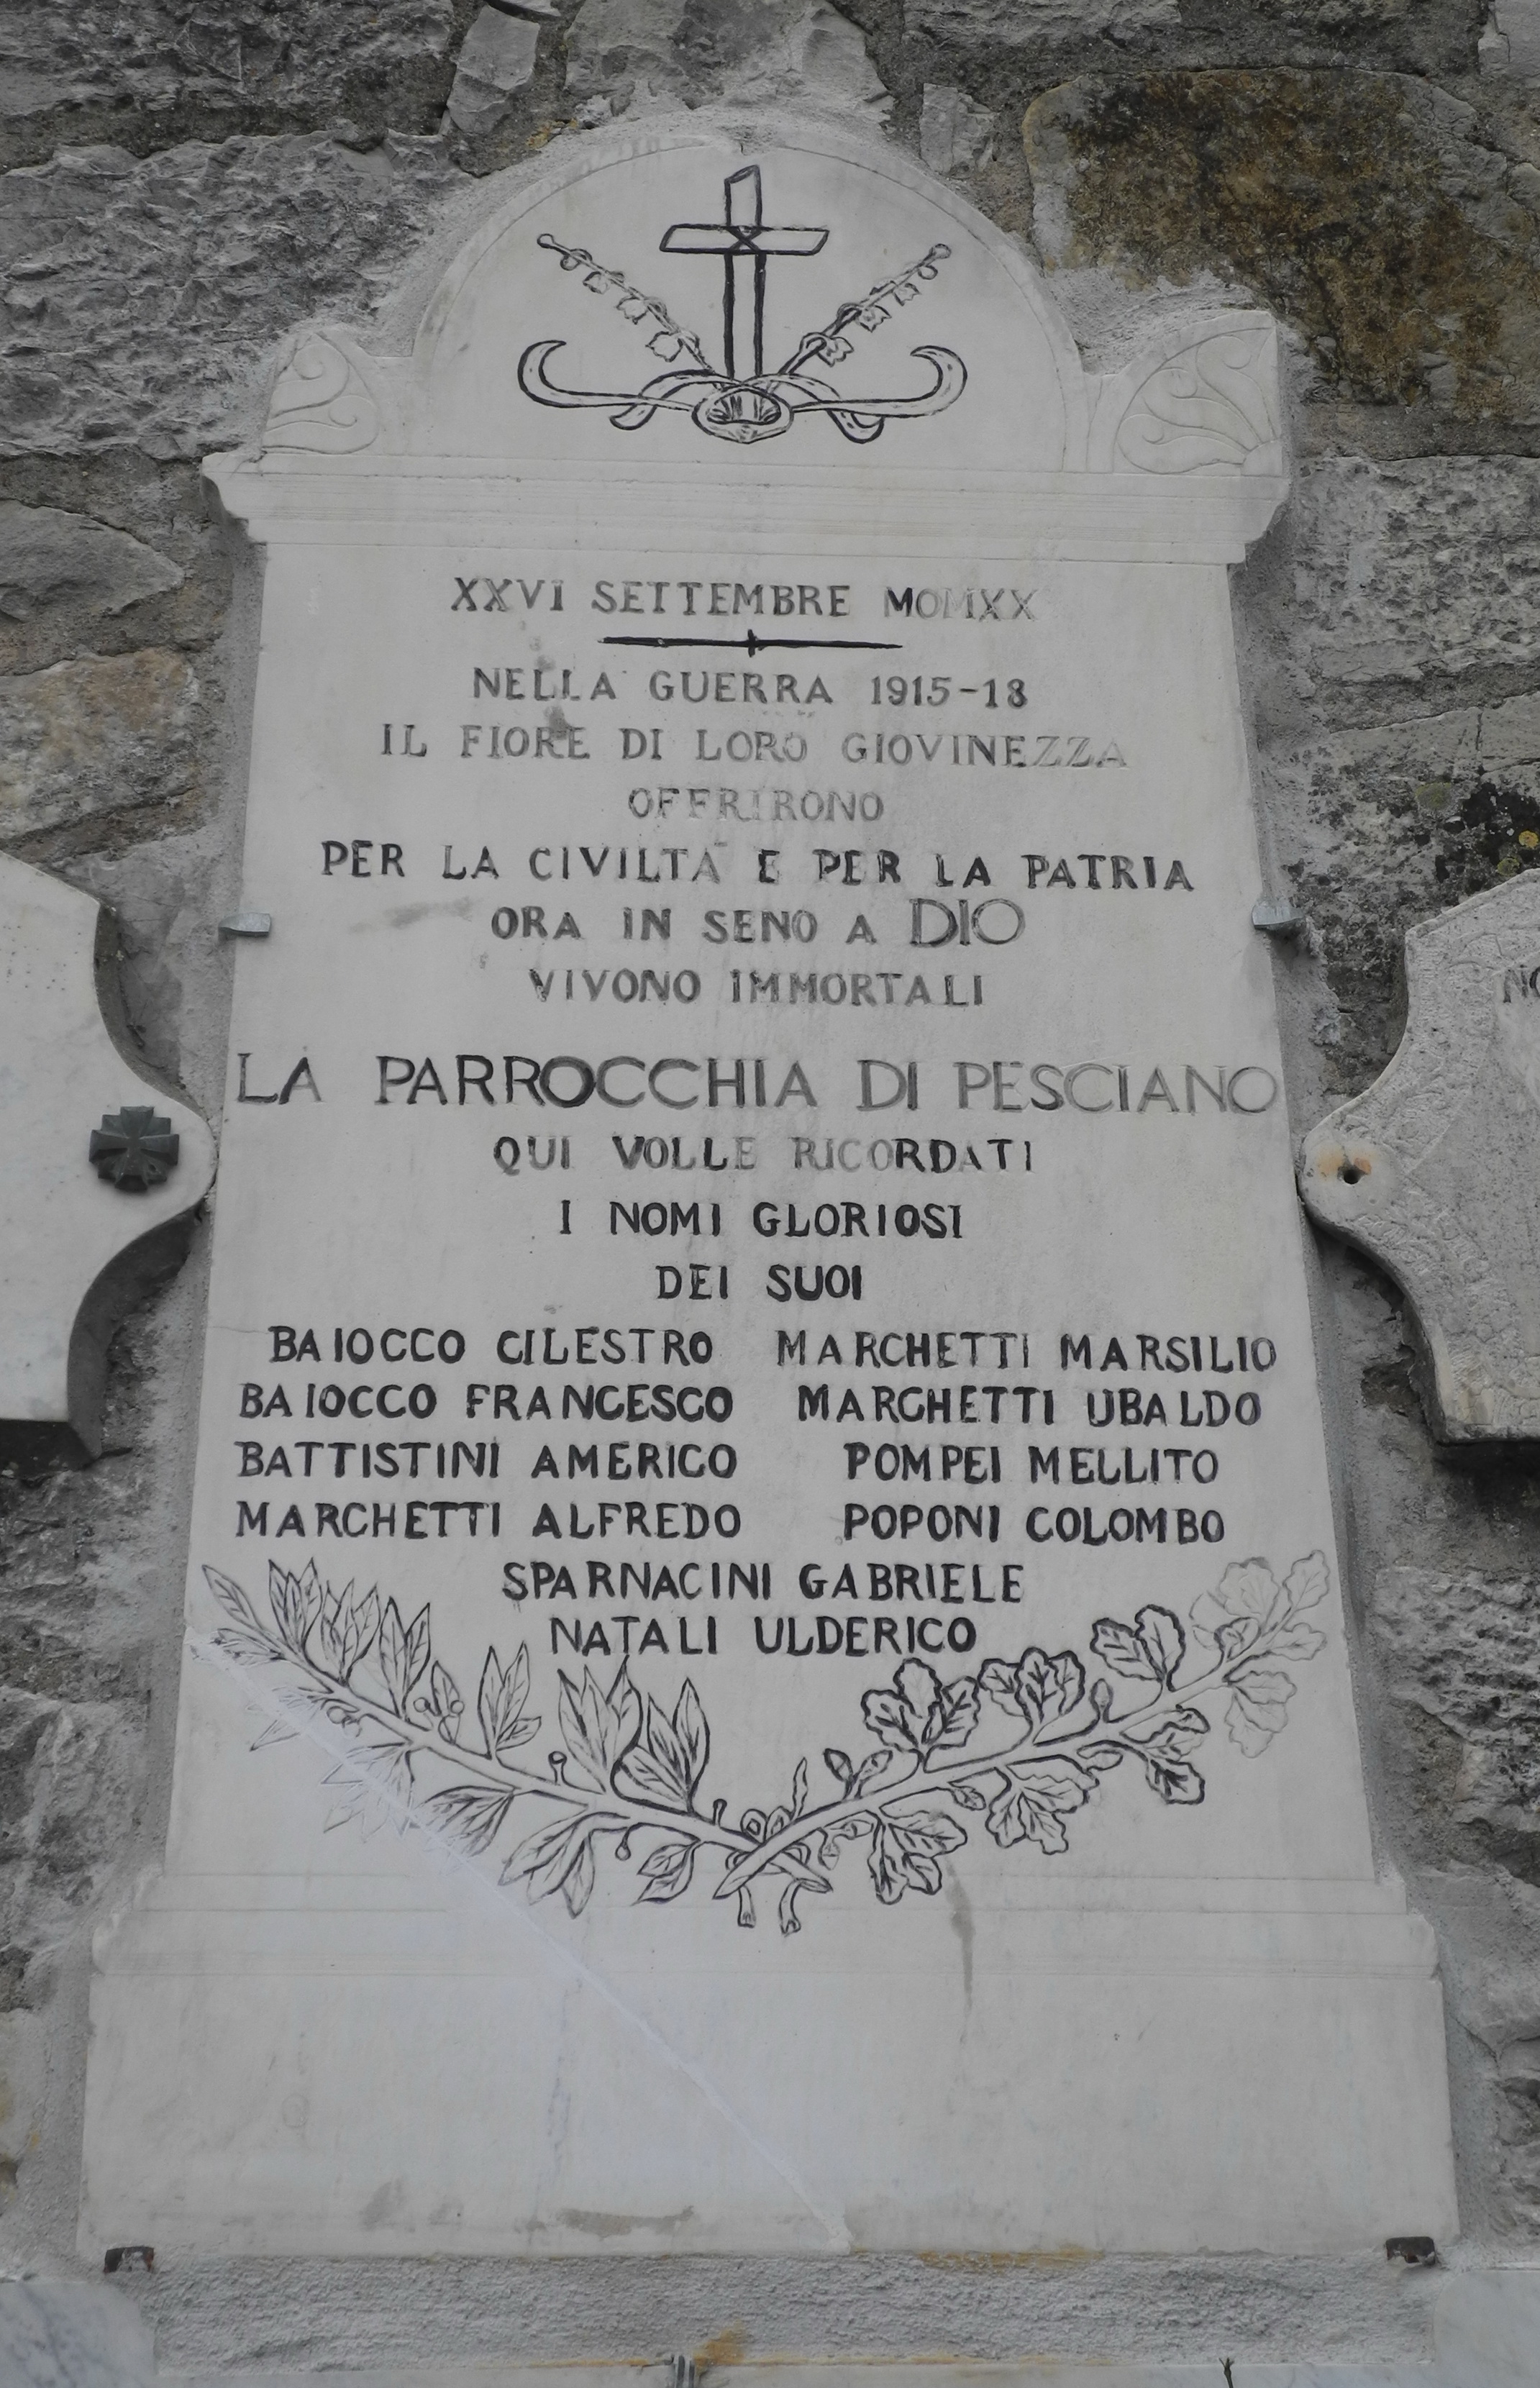 XXVI SETTEMBRE MOMXX
NELLA GUERRA 1915-18
IL FIORE DI LORO GIOVINEZZA
OFFRIRONO
PER LA CIVILTA E PER LA PATRIA
ORA IN SENO A DIO
VIVONO IMMORTALI
LA PARROCCHIA DI PESCIANO
QUI VOLLE RICORDATI
I NOMI GLORIOSI
DEI SUOI
BAIOCCO CILESTRO MARCHETTI MARSILIO
BAIOCCO FRANCESCO MARCHETTI UBALDO
BATTISTINI AMERICO POMPEI MELLITO
MARCHETTI ALFREDO POPONI COLOMBO
SPARNACINI GABRIELE
NATALI ULDERICO